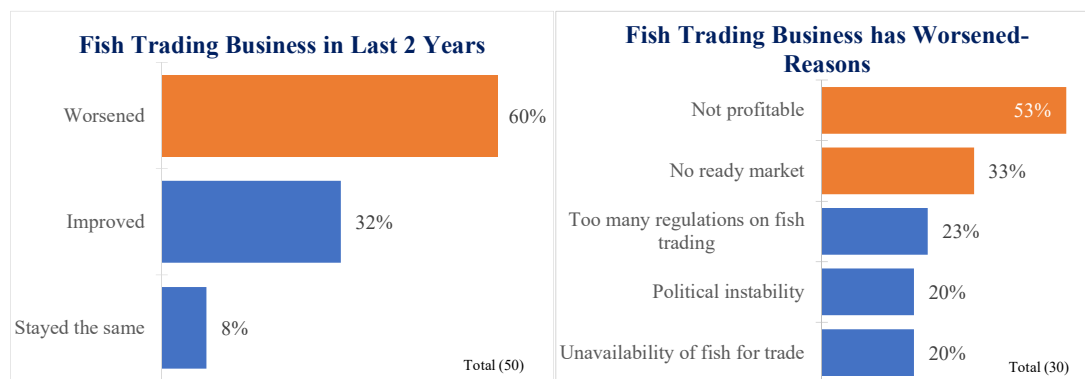 Fish Trading Business in Last 2 Years
Worsened
60%
Improved
32%
Stayed the same
8%
Total (50)
Fish Trading Business has Worsened-
Reasons
Not profitable
53%
No ready market
33%
Too many regulations on fish
trading
23%
Political instability
20%
Unavailability of fish for trade
20%
Total (30)